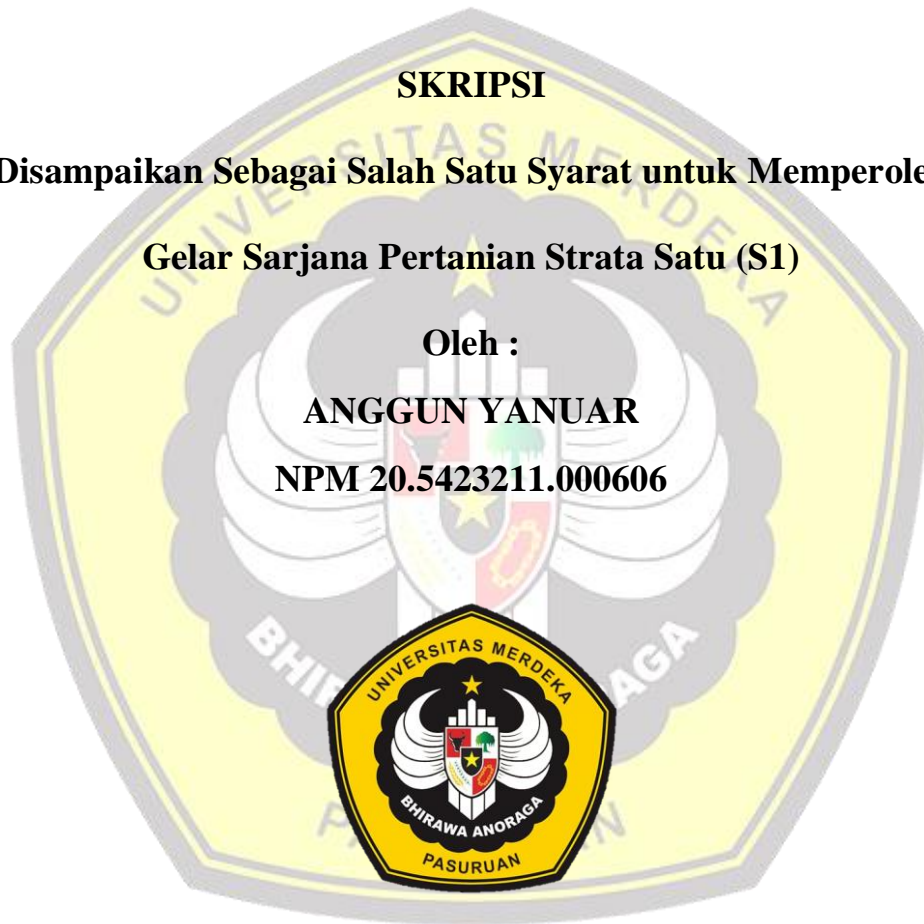 SKRIPSI
Disampaikan Sebagai Salah Satu Syarat untuk Memperole
Gelar Sarjana Pertanian Strata Satu (S1)
Oleh :
ANGGUN YANUAR
NPM 20.5423211.000606
UNIVERSITAS MERDEKA
BHIRAWA ANORAGA
PASURUAN